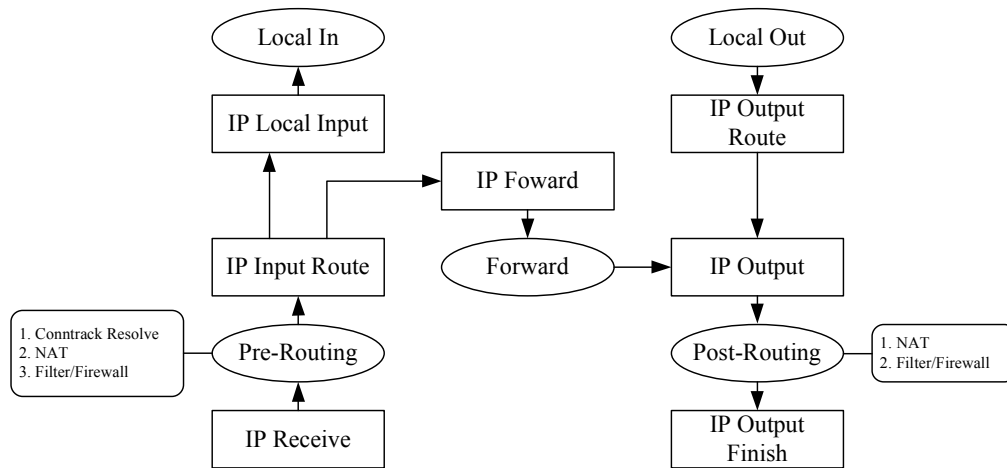 Local In
Local Out
IP Local Input
IP Output
Route
IP Foward
IP Input Route
Forward
IP Output
1. Conntrack Resolve
2. NAT
3. Filter/Firewall
Pre-Routing
Post-Routing
1. NAT
2. Filter/Firewall
IP Receive
IP Output
Finish